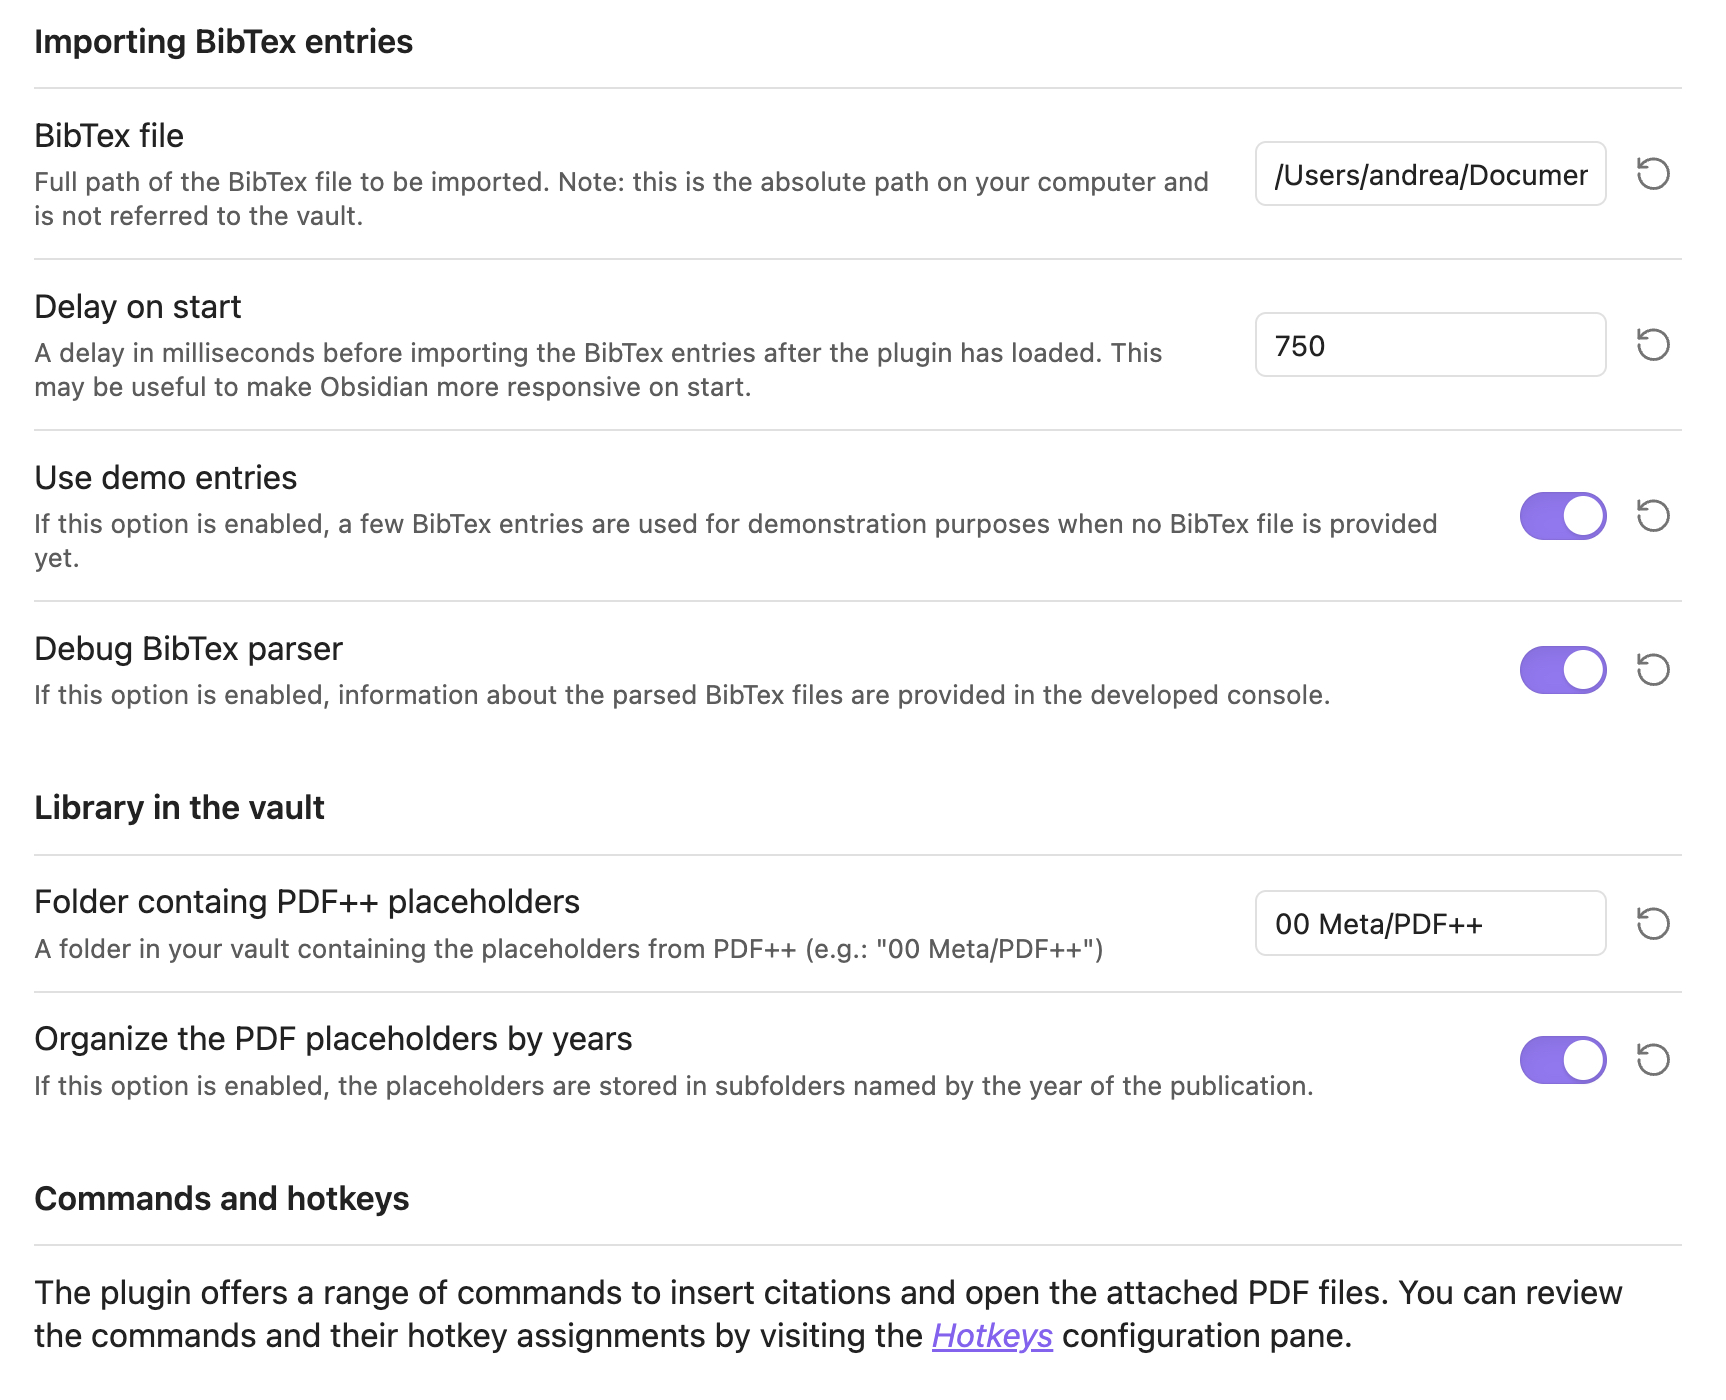 Importing BibTex entries
BibTex file
Full path of the BibTex file to be imported. Note: this is the absolute path on your computer and
is not referred to the vault.
/Users/andrea/Documer
Delay on start
A delay in milliseconds before importing the BibTex entries after the plugin has loaded. This
may be useful to make Obsidian more responsive on start.
750
Use demo entries
If this option is enabled, a few BibTex entries are used for demonstration purposes when no BibTex file is provided
yet.
Debug BibTex parser
If this option is enabled, information about the parsed BibTex files are provided in the developed console.
Library in the vault
Folder containg PDF++ placeholders
A folder in your vault containing the placeholders from PDF++ (e.g.: "00 Meta/PDF++")
00 Meta/PDF++
Organize the PDF placeholders by years
If this option is enabled, the placeholders are stored in subfolders named by the year of the publication.
Commands and hotkeys
The plugin offers a range of commands to insert citations and open the attached PDF files. You can review
the commands and their hotkey assignments by visiting the Hotkeys configuration pane.